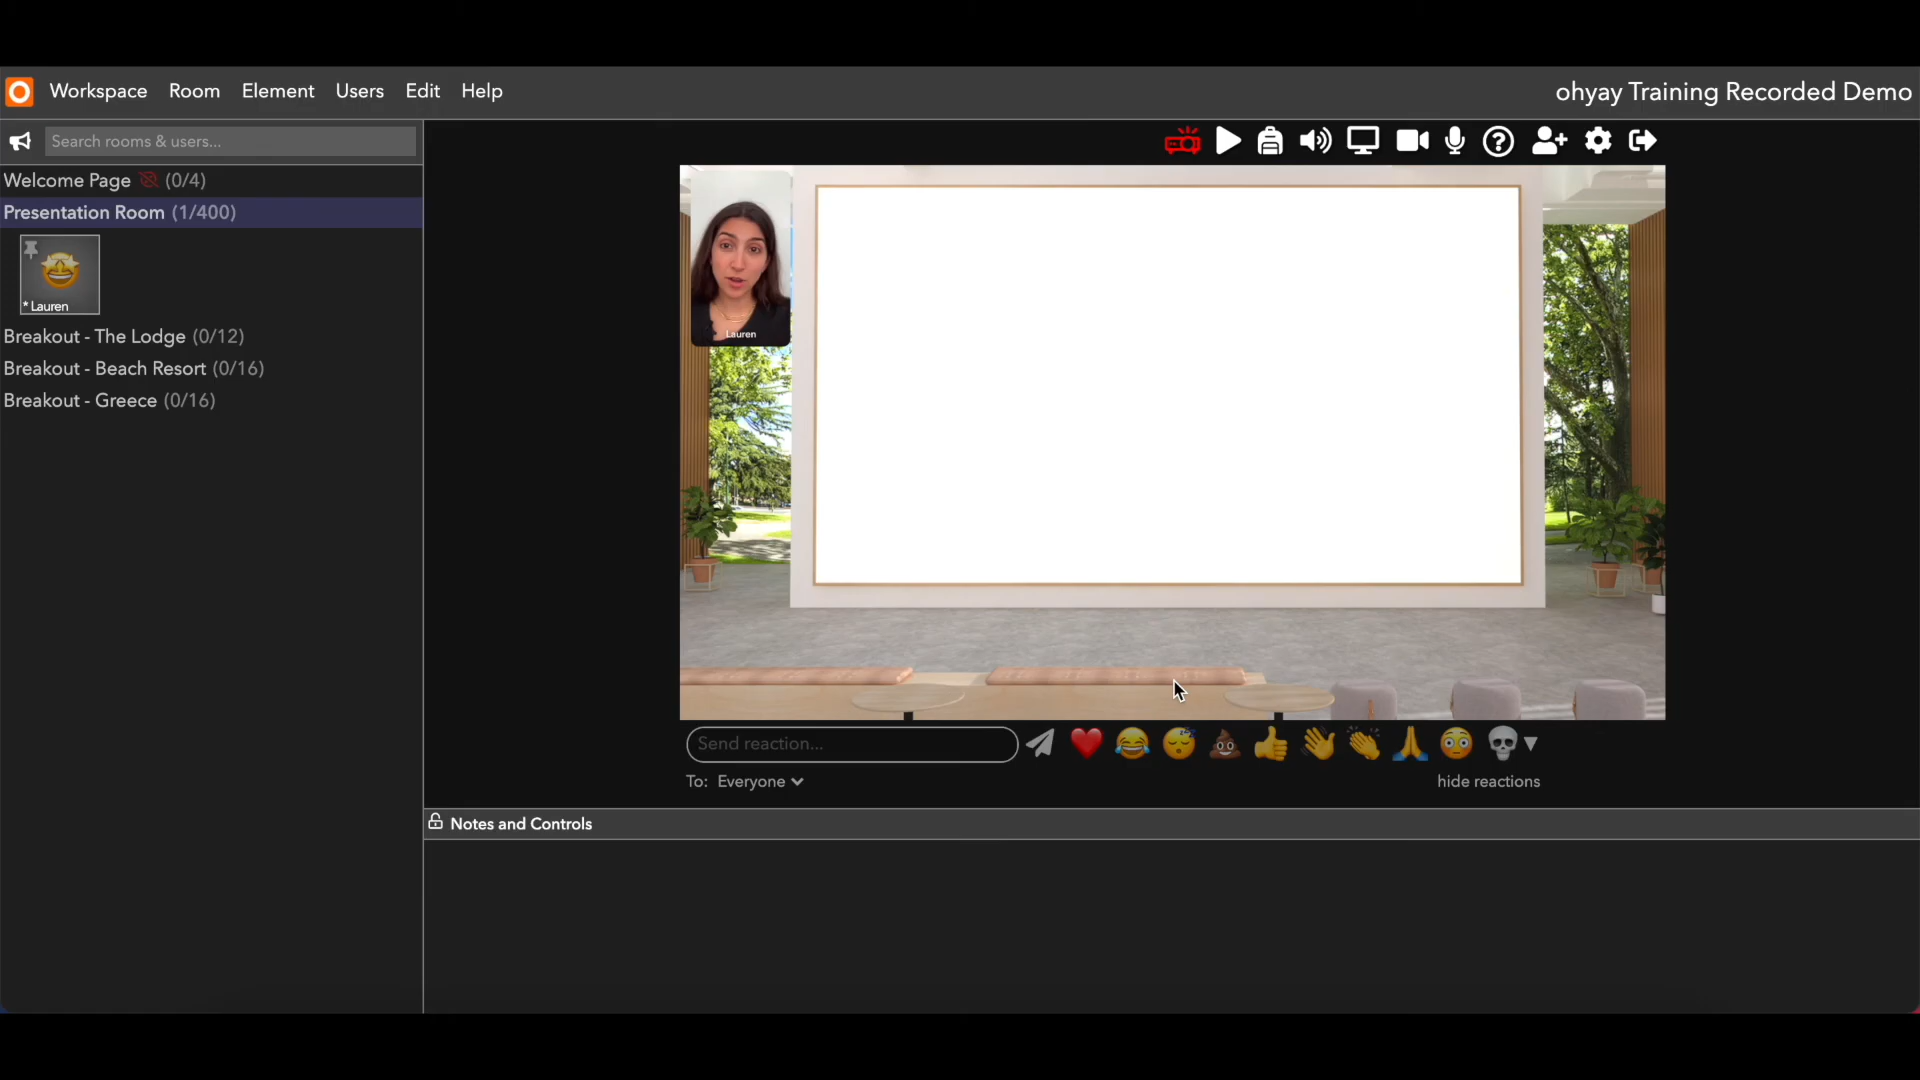 Workspace Room Element Users Edit Help
ohyay Training Recorded Demo
Search rooms & users...
Welcome Page (0/4)
Presentation Room (1/400)
* Lauren
Breakout - The Lodge (0/12)
Breakout - Beach Resort (0/16)
Breakout - Greece (0/16)
Lauren
Send reaction...
To: Everyone
hide reactions
Notes and Controls